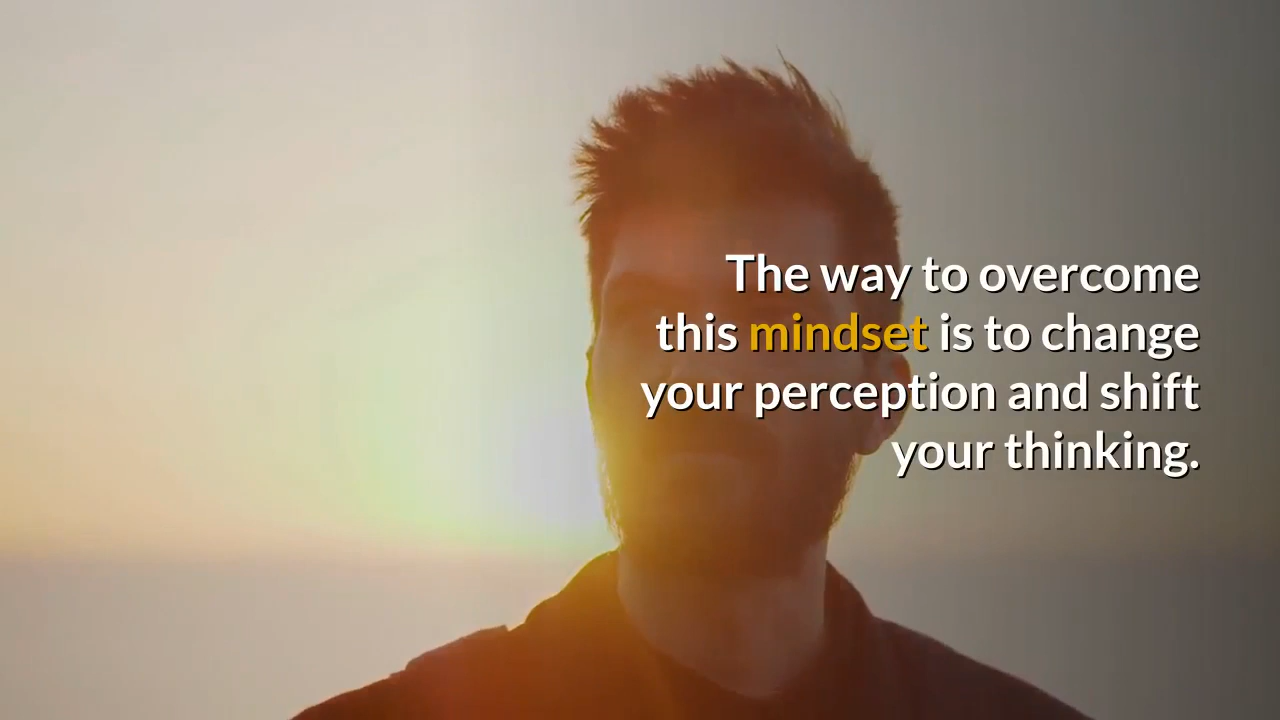 The way to overcome
this mindset is to change
your perception and shift
your thinking.